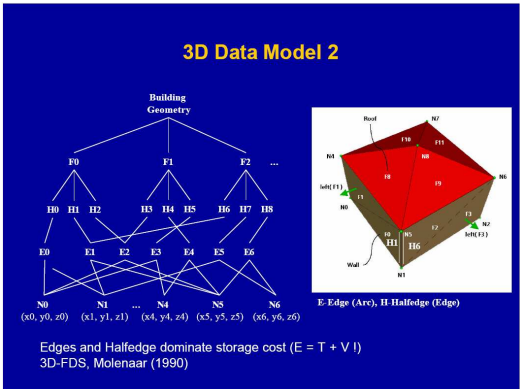 3D Data Model 2
Building
Geometry
F0 F1 F2 ...
H0 H1 H2 H3 H4 H5 H6 H7 H8
E0 E1 E2 E3 E4 E5 E6
N0 N1 ... N4 N5 N6
(x0, y0, z0) (x1, y1, z1) (x4, y4, z4) (x5, y5, z5) (x6, y6, z6)
Roof
N7
F10 F11
N4 N8
F8 F9 N6
left( F1 )
F1
N0
F3
N2
F0 N5 F2
left( F3 )
H1 H6
Wall
N1
E-Edge (Arc), H-Halfedge (Edge)
Edges and Halfedge dominate storage cost (E = T + V !)
3D-FDS, Molenaar (1990)